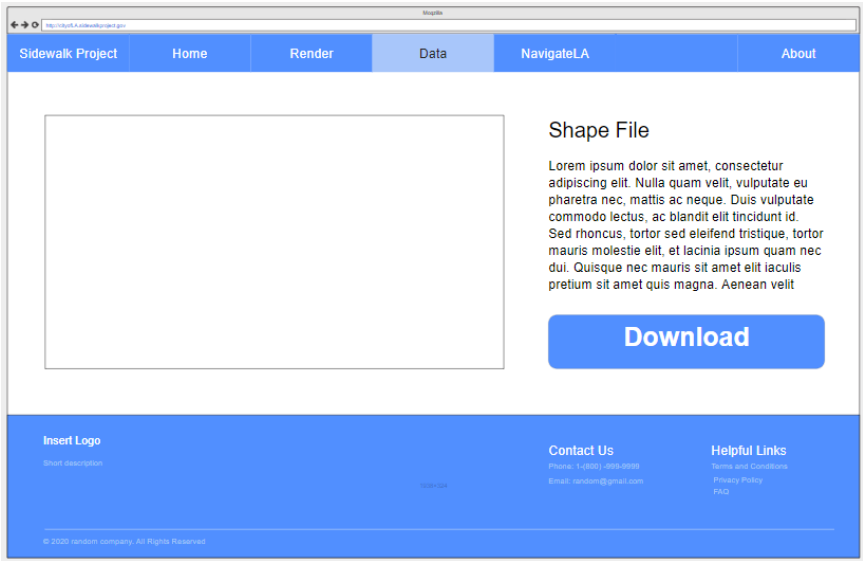 http://cityofLA.sidewalkproject.gov
Sidewalk Project Home Render Data NavigateLA About
Shape File
Lorem ipsum dolor sit amet, consectetur
adipiscing elit. Nulla quam velit, vulputate eu
pharetra nec, mattis ac neque. Duis vulputate
commodo lectus, ac blandit elit tincidunt id.
Sed rhoncus, tortor sed eleifend tristique, tortor
mauris molestie elit, et lacinia ipsum quam nec
dui. Quisque nec mauris sit amet elit iaculis
pretium sit amet quis magna. Aenean velit
Download
Insert Logo
Short description
Contact Us
Phone: 1-(800) -999-9999
Email: random@gmail.com
Helpful Links
Terms and Conditions
Privacy Policy
FAQ
© 2020 random company. All Rights Reserved